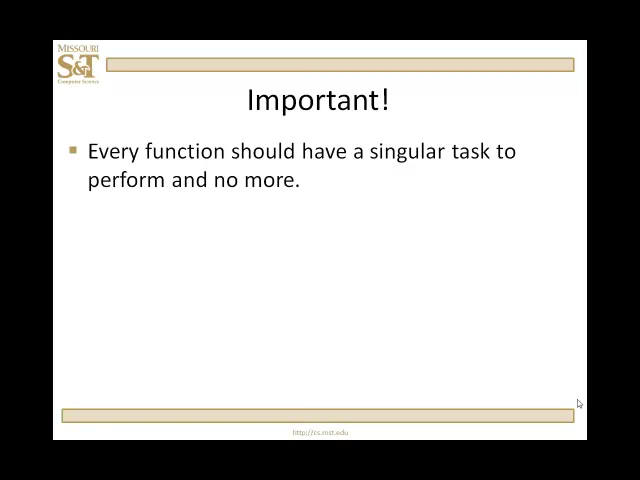 MISSOURI
S&T
Computer Science
Important!
Every function should have a singular task to
perform and no more.
http://cs.mst.edu